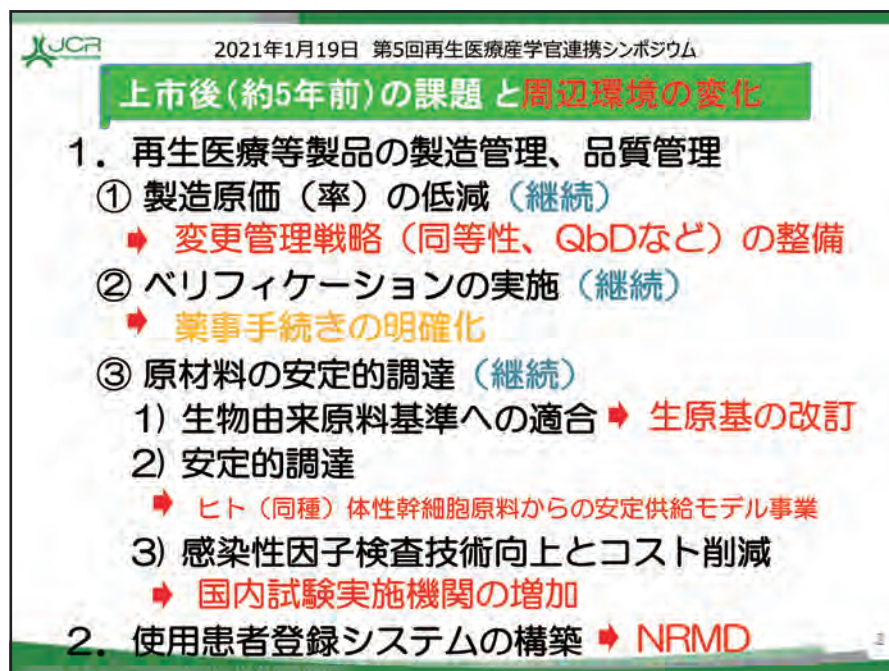 JCR
2021年1月19日 第5回再生医療産学官連携シンポジウム
上市後(約5年前)の課題 と周辺環境の変化
1. 再生医療等製品の製造管理、品質管理
① 製造原価（率）の低減（継続）
➡ 変更管理戦略（同等性、QbDなど）の整備
② ベリフィケーションの実施（継続）
➡ 薬事手続きの明確化
③ 原材料の安定的調達（継続）
1) 生物由来原料基準への適合 ➡ 生原基の改訂
2) 安定的調達
➡ ヒト（同種）体性幹細胞原料からの安定供給モデル事業
3) 感染性因子検査技術向上とコスト削減
➡ 国内試験実施機関の増加
2. 使用患者登録システムの構築 ➡ NRMD